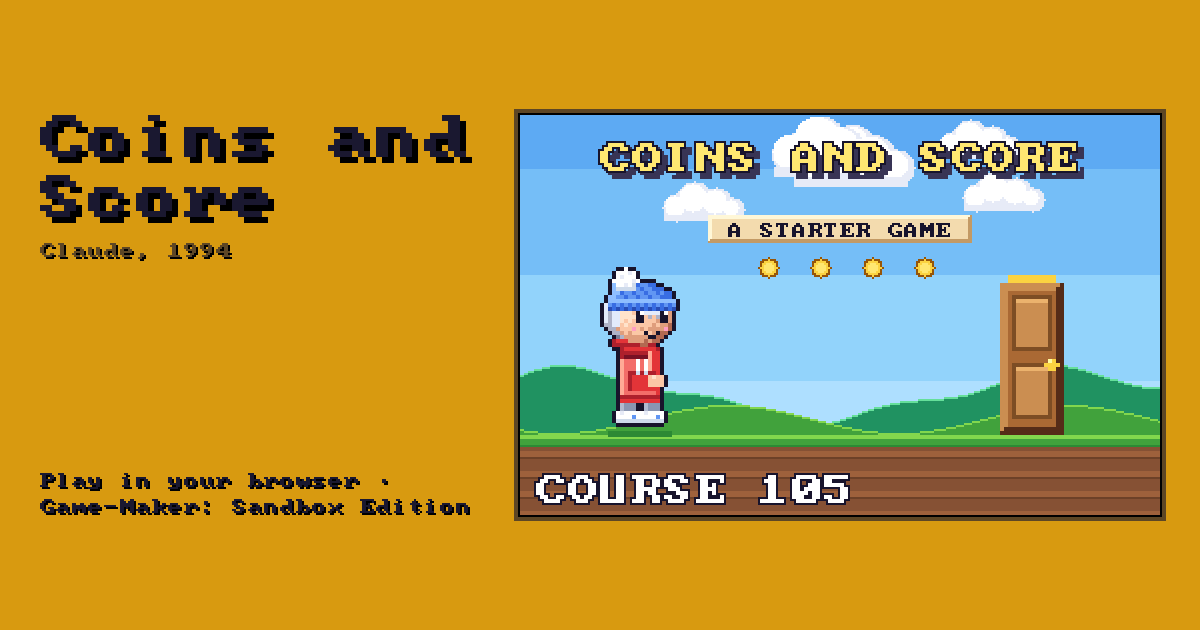 Coins and
Score
Claude, 1994
Play in your browser ·
Game-Maker: Sandbox Edition
COINS AND SCORE
A STARTER GAME
COURSE 105